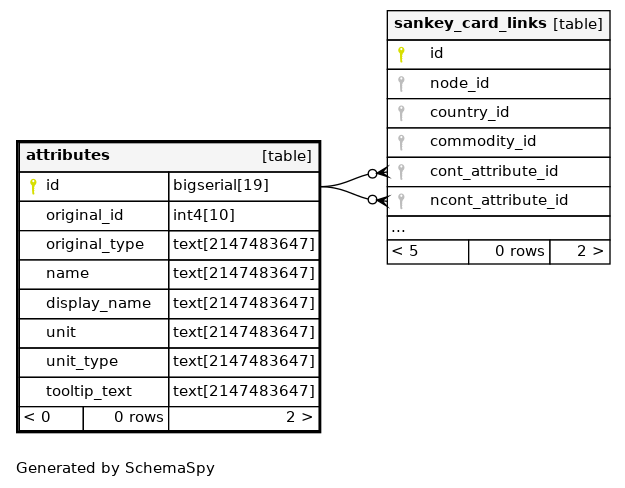 sankey_card_links [table]
id
node_id
country_id
commodity_id
cont_attribute_id
ncont_attribute_id
...
< 5 0 rows 2 >
attributes [table]
id bigserial[19]
original_id int4[10]
original_type text[2147483647]
name text[2147483647]
display_name text[2147483647]
unit text[2147483647]
unit_type text[2147483647]
tooltip_text text[2147483647]
< 0 0 rows 2 >
Generated by SchemaSpy